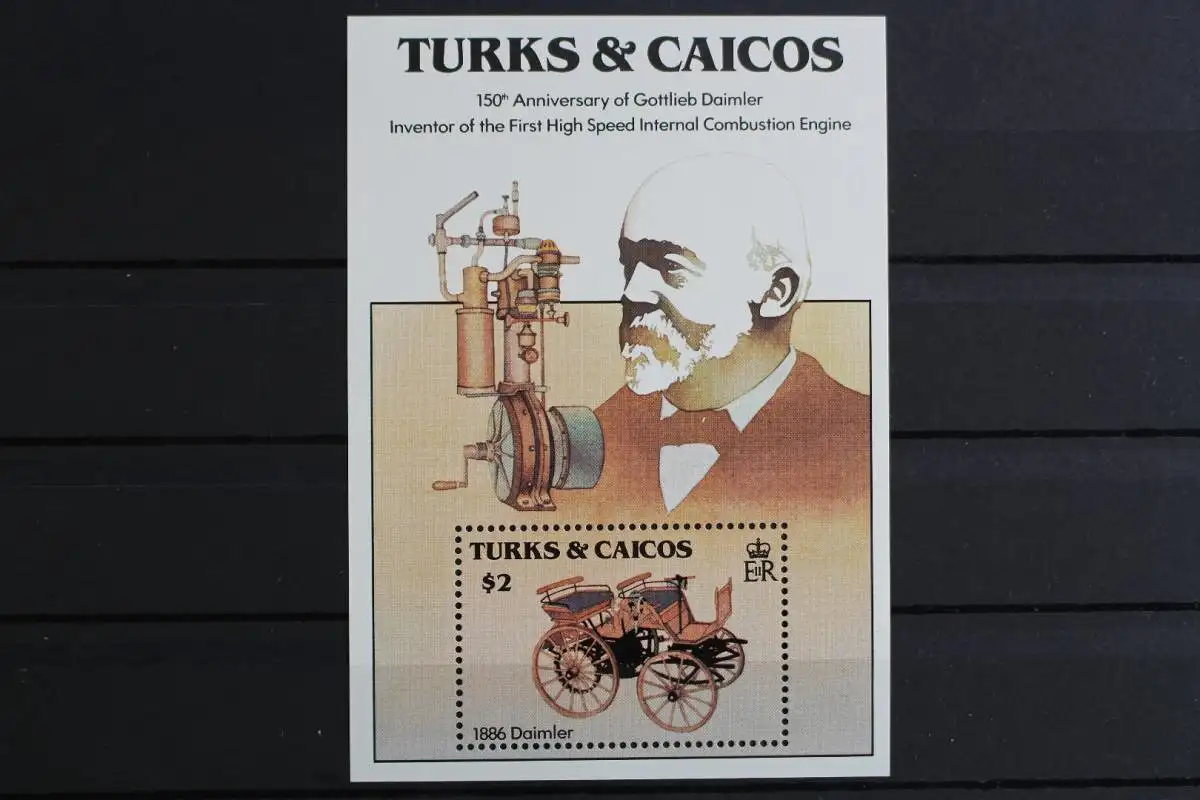 TURKS & CAICOS
150th Anniversary of Gottlieb Daimler
Inventor of the First High Speed Internal Combustion Engine
TURKS & CAICOS
$2
EIIR
1886 Daimler